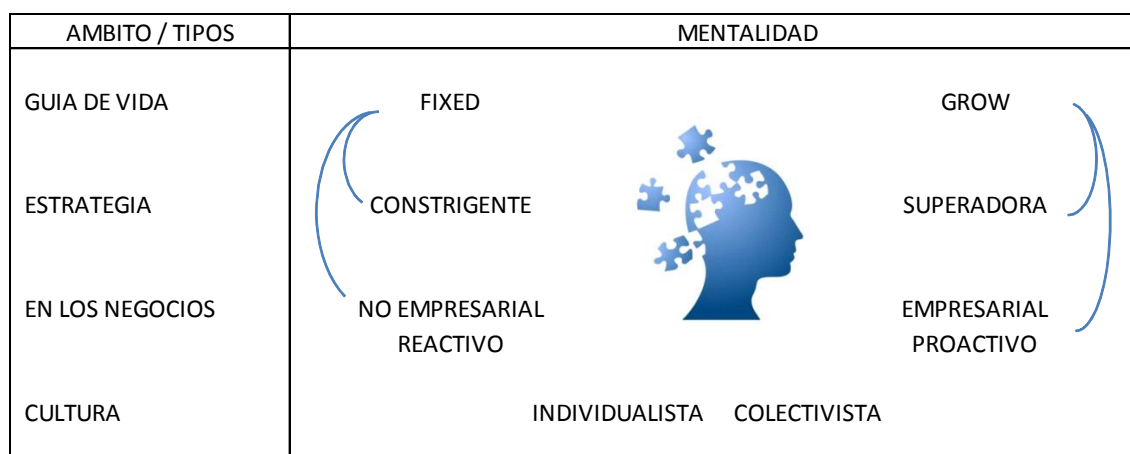 AMBITO / TIPOS MENTALIDAD
GUIA DE VIDA FIXED GROW
ESTRATEGIA CONSTRIGENTE SUPERADORA
EN LOS NEGOCIOS NO EMPRESARIAL EMPRESARIAL
REACTIVO PROACTIVO
CULTURA INDIVIDUALISTA COLECTIVISTA